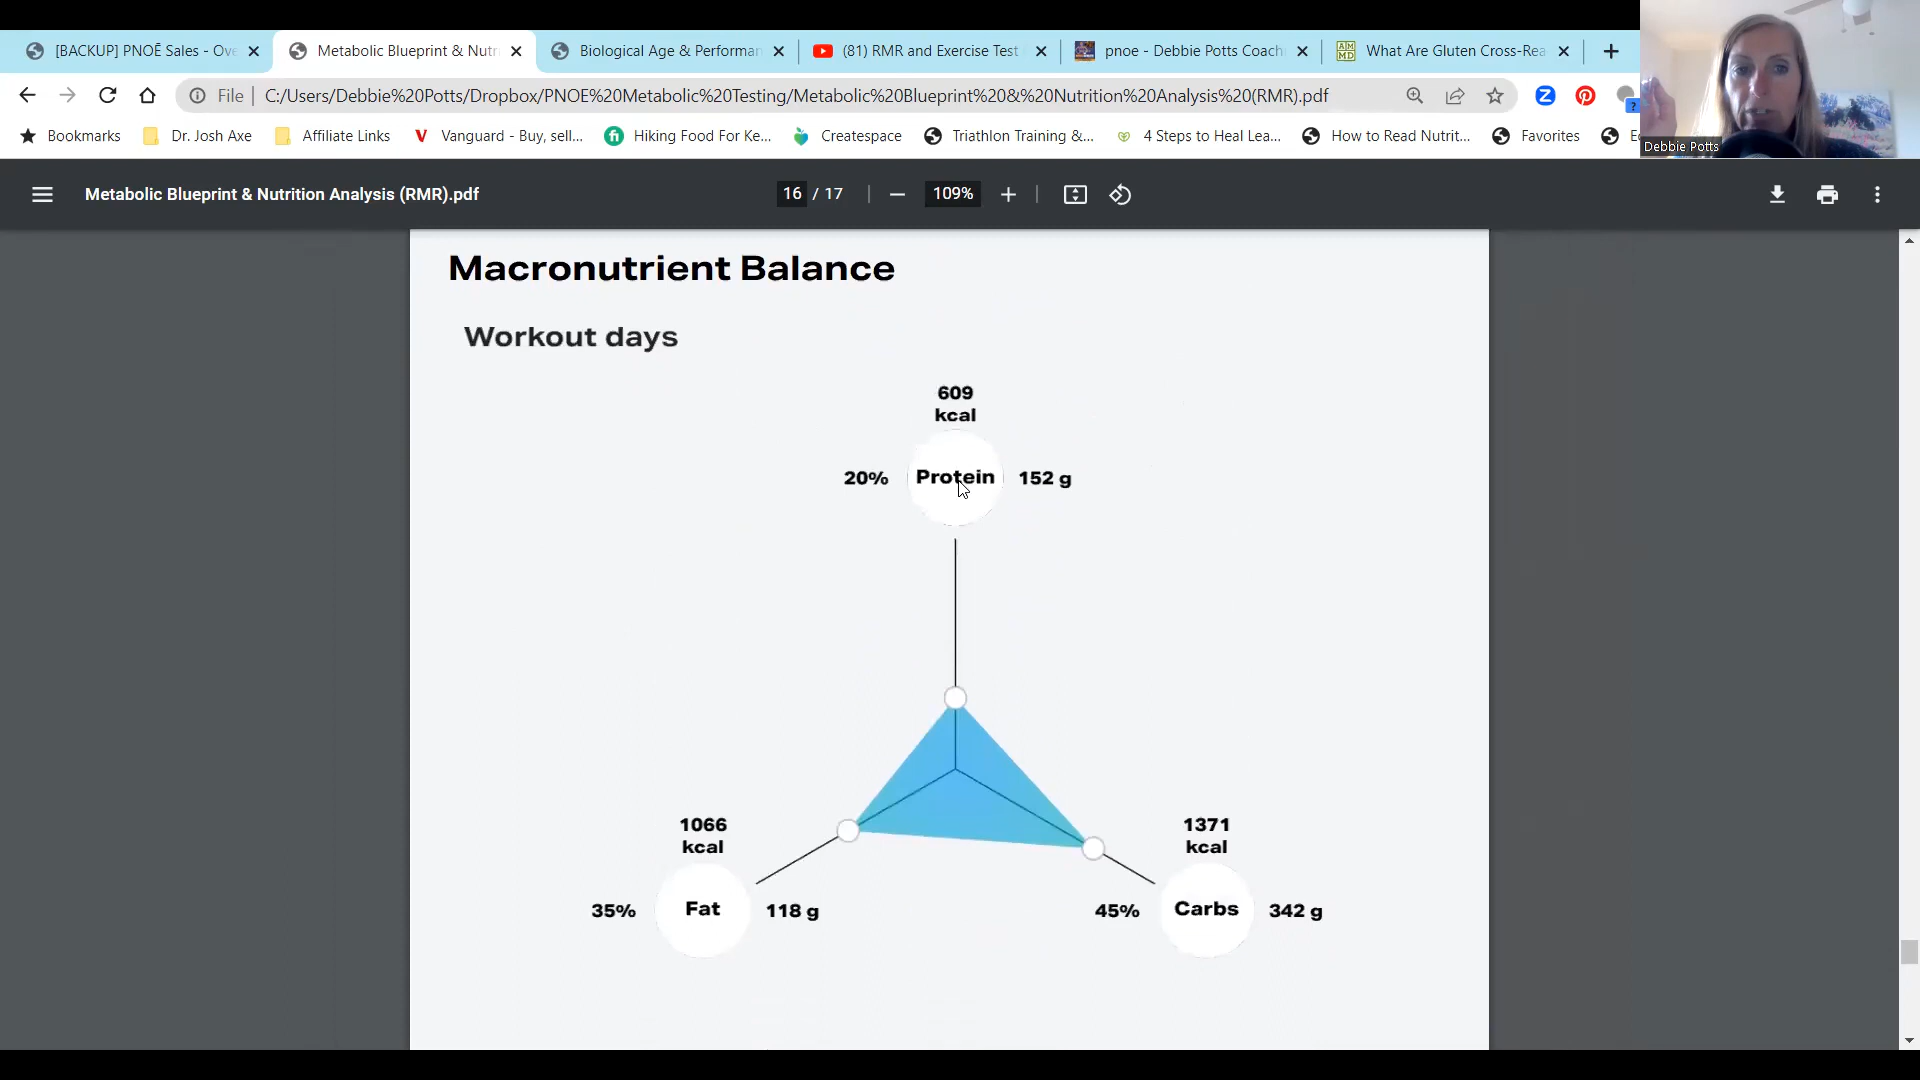 [BACKUP] PNOĒ Sales - Ov
Metabolic Blueprint & Nutr
Biological Age & Performan
(81) RMR and Exercise Test
pnoe - Debbie Potts Coach
What Are Gluten Cross-Rea
File
C:/Users/Debbie%20Potts/Dropbox/PNOE%20Metabolic%20Testing/Metabolic%20Blueprint%20&%20Nutrition%20Analysis%20(RMR).pdf
Bookmarks
Dr. Josh Axe
Affiliate Links
Vanguard - Buy, sell...
Hiking Food For Ke...
Createspace
Triathlon Training &...
4 Steps to Heal Lea...
How to Read Nutrit...
Favorites
Debbie Potts
Metabolic Blueprint & Nutrition Analysis (RMR).pdf
16 / 17
109%
Macronutrient Balance
Workout days
609
kcal
20%
Protein
152 g
1066
kcal
35%
Fat
118 g
1371
kcal
45%
Carbs
342 g